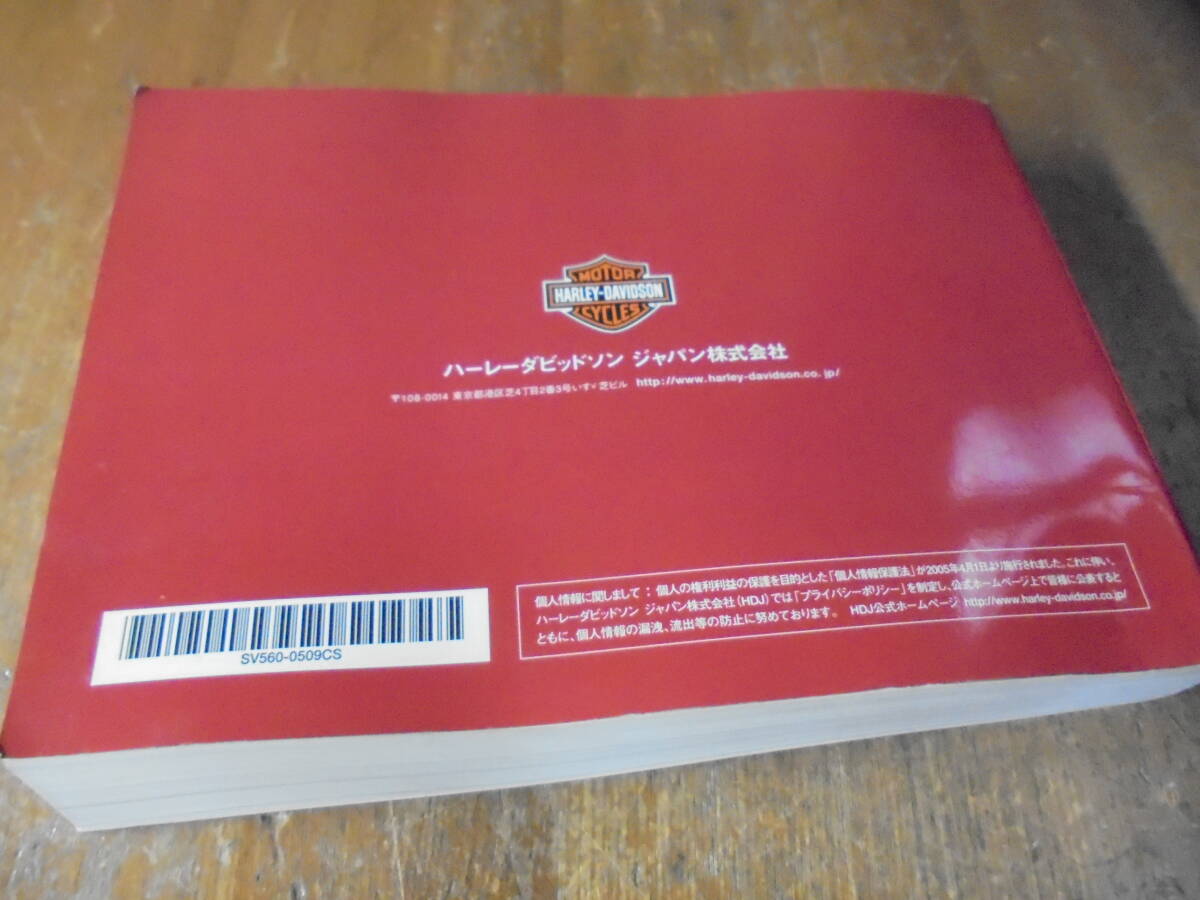 MOTOR
HARLEY-DAVIDSON
CYCLES
ハーレーダビッドソン ジャパン株式会社
〒108-0014 東京都港区芝4丁目2番3号いすゞ芝ビル http://www.harley-davidson.co.jp/
個人情報に関しまして：個人の権利利益の保護を目的とした「個人情報保護法」が2005年4月1日より施行されました。これに伴い、
ハーレーダビッドソン ジャパン株式会社(HDJ)では「プライバシーポリシー」を制定し、公式ホームページ上で皆様に公表すると
ともに、個人情報の漏洩、流出等の防止に努めております。 HDJ公式ホームページ http://www.harley-davidson.co.jp/
SV560-0509CS